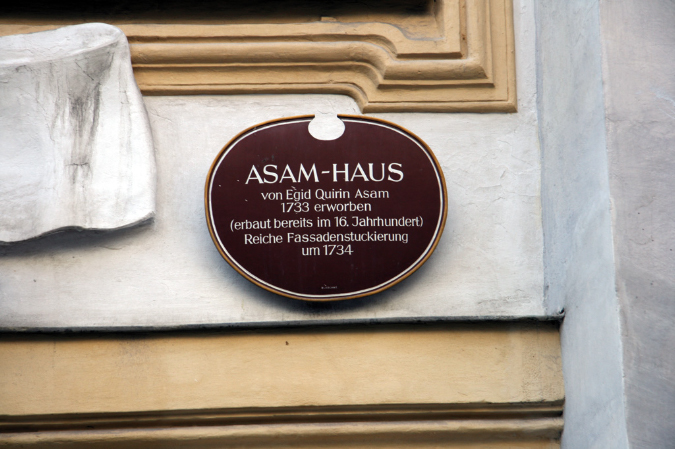 ASAM-HAUS
von Egid Quirin Asam
1733 erworben
(erbaut bereits im 16. Jahrhundert)
Reiche Fassadenstuckierung
um 1734